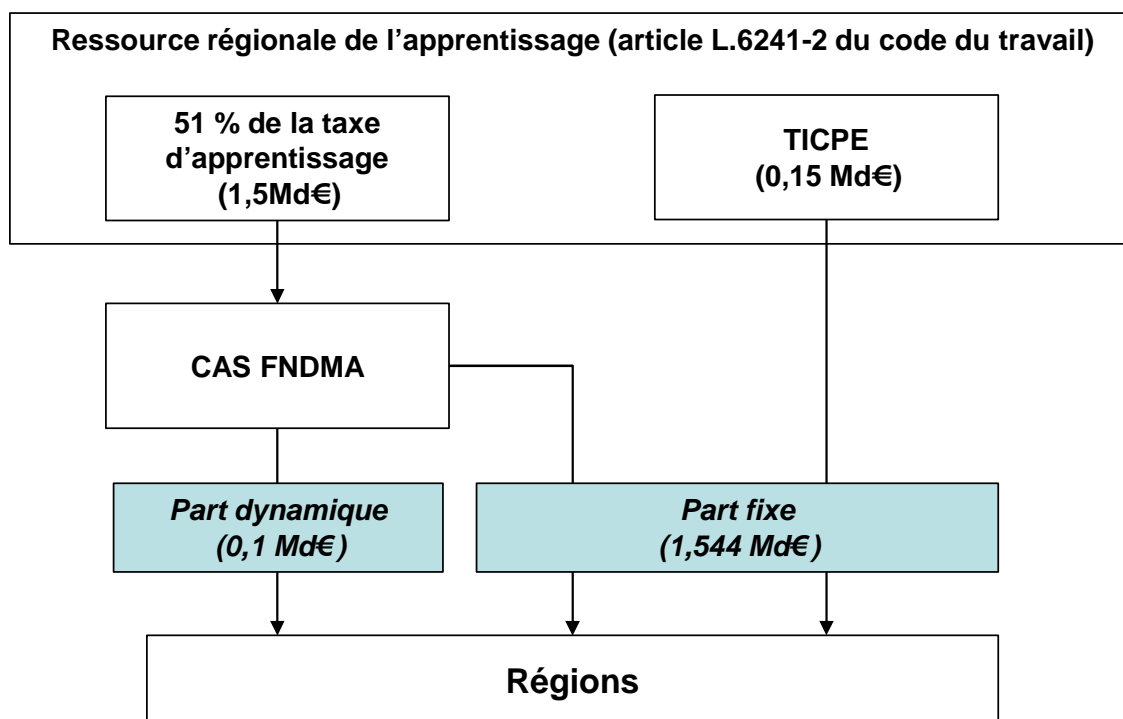 Ressource régionale de l’apprentissage (article L.6241-2 du code du travail)
51 % de la taxe
d’apprentissage
(1,5Md€)
TICPE
(0,15 Md€)
CAS FNDMA
Part dynamique
(0,1 Md€)
Part fixe
(1,544 Md€)
Régions